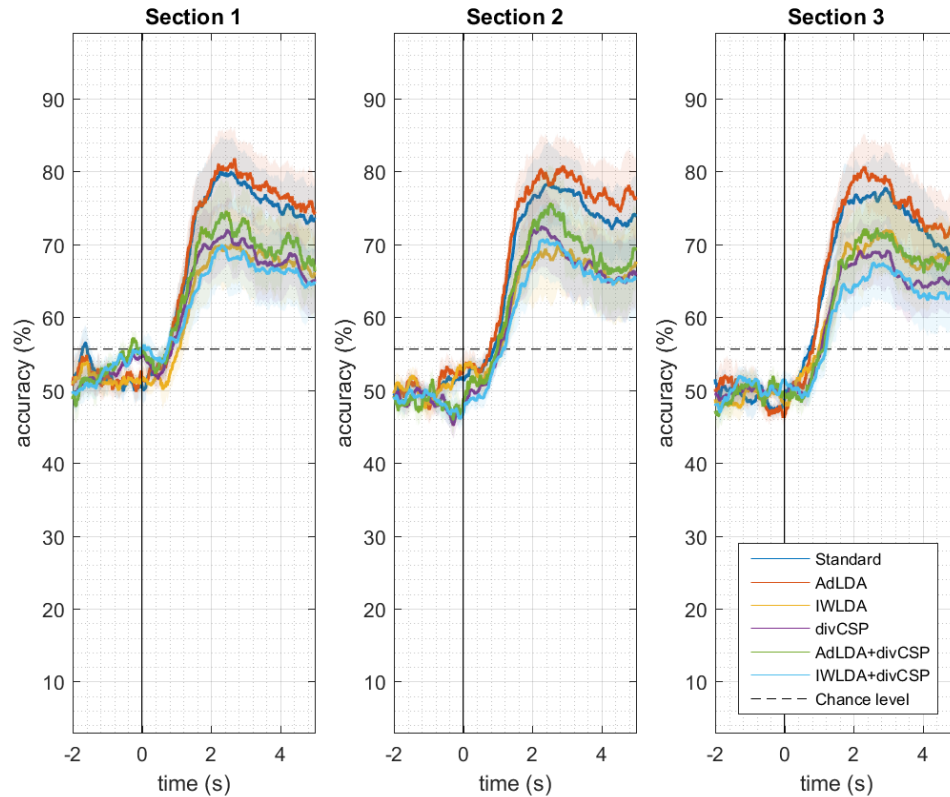 Section 1
Section 2
Section 3
accuracy (%)
90
80
70
60
50
40
30
20
10
-2
0
2
4
time (s)
accuracy (%)
90
80
70
60
50
40
30
20
10
-2
0
2
4
time (s)
accuracy (%)
90
80
70
60
50
40
30
20
10
-2
0
2
4
time (s)
Standard
AdLDA
IWLDA
divCSP
AdLDA+divCSP
IWLDA+divCSP
Chance level